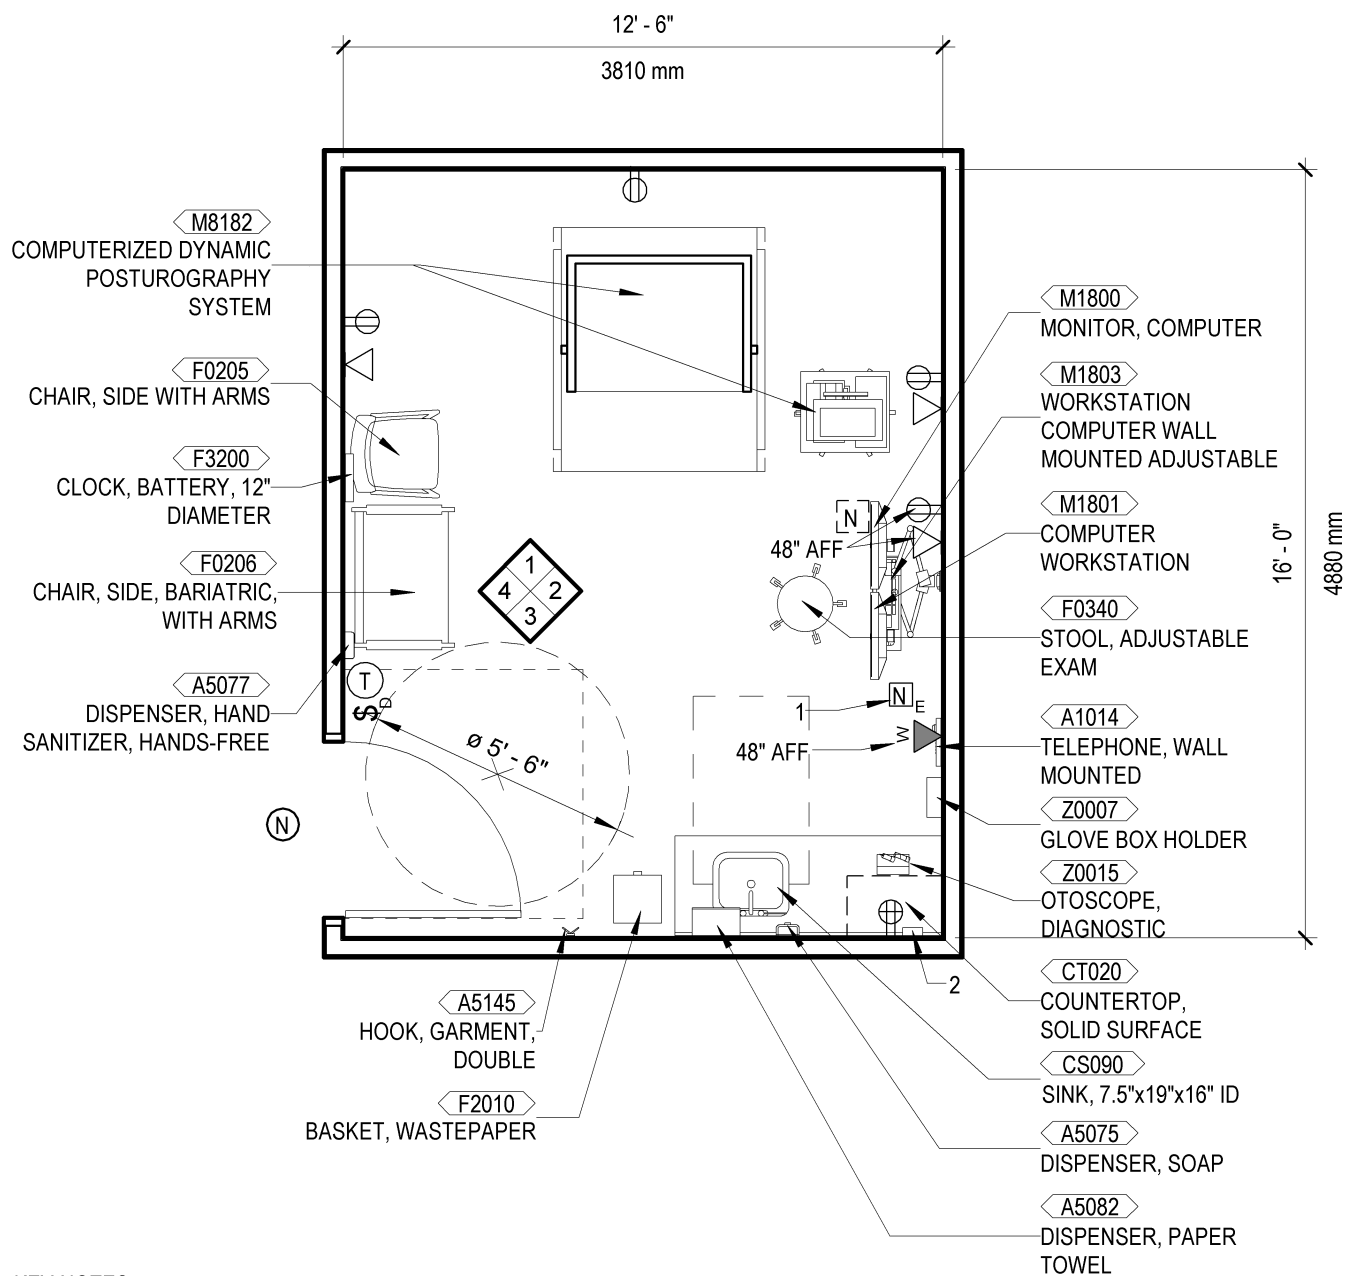 12' - 6"
3810 mm
M8182
COMPUTERIZED DYNAMIC
POSTUROGRAPHY
SYSTEM
F0205
CHAIR, SIDE WITH ARMS
F3200
CLOCK, BATTERY, 12"
DIAMETER
F0206
CHAIR, SIDE, BARIATRIC,
WITH ARMS
A5077
DISPENSER, HAND
SANITIZER, HANDS-FREE
N
T
$
D
ø 5' - 6"
1
4
2
3
N
48" AFF
1
N
E
W
48" AFF
M1800
MONITOR, COMPUTER
M1803
WORKSTATION
COMPUTER WALL
MOUNTED ADJUSTABLE
M1801
COMPUTER
WORKSTATION
F0340
STOOL, ADJUSTABLE
EXAM
A1014
TELEPHONE, WALL
MOUNTED
Z0007
GLOVE BOX HOLDER
Z0015
OTOSCOPE,
DIAGNOSTIC
2
CT020
COUNTERTOP,
SOLID SURFACE
CS090
SINK, 7.5"x19"x16" ID
A5075
DISPENSER, SOAP
A5082
DISPENSER, PAPER
TOWEL
16' - 0"
4880 mm
A5145
HOOK, GARMENT,
DOUBLE
F2010
BASKET, WASTEPAPER